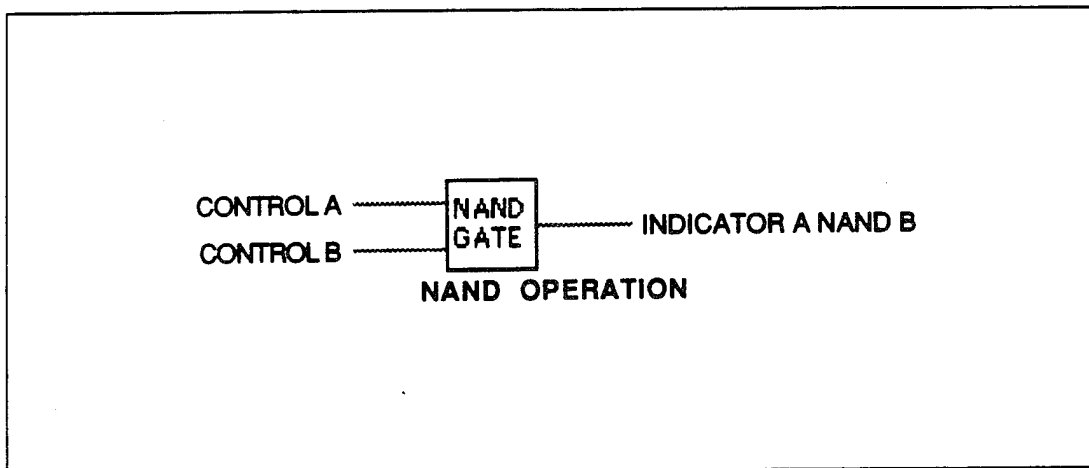 CONTROL A
NAND
GATE
INDICATOR A NAND B
CONTROL B
NAND OPERATION